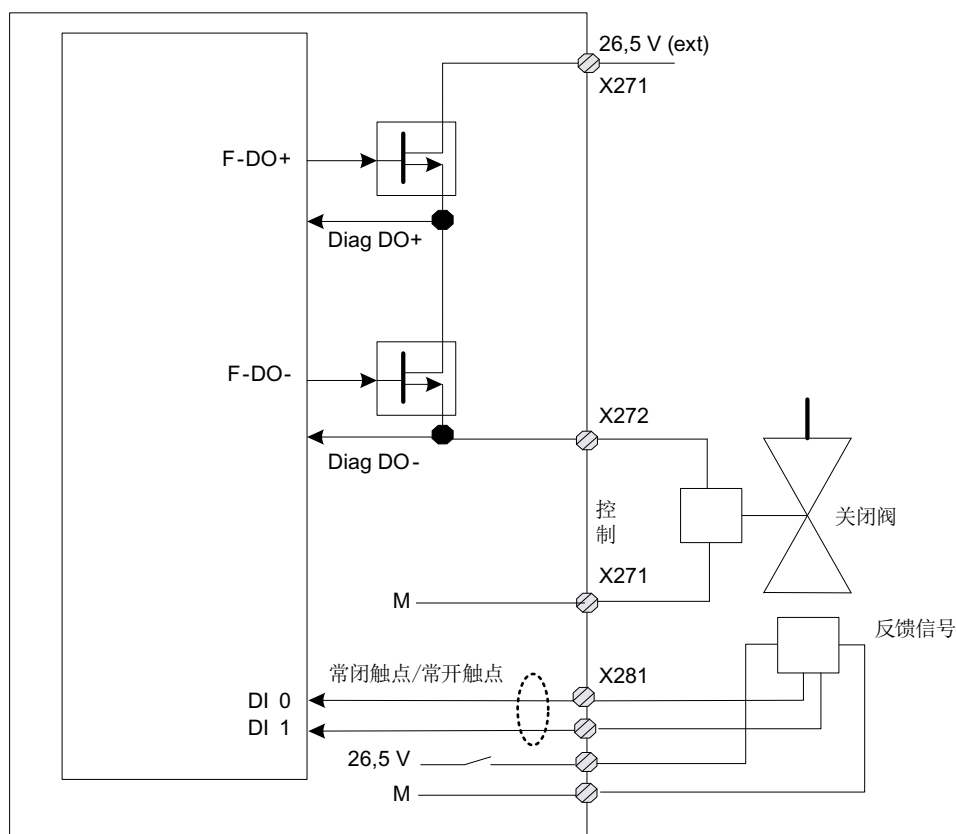 26,5 V (ext)
X271
F-DO+
Diag DO+
F-DO-
X272
Diag DO-
控
制
关闭阀
X271
M
反馈信号
常闭触点/常开触点
X281
DI 0
DI 1
26,5 V
M